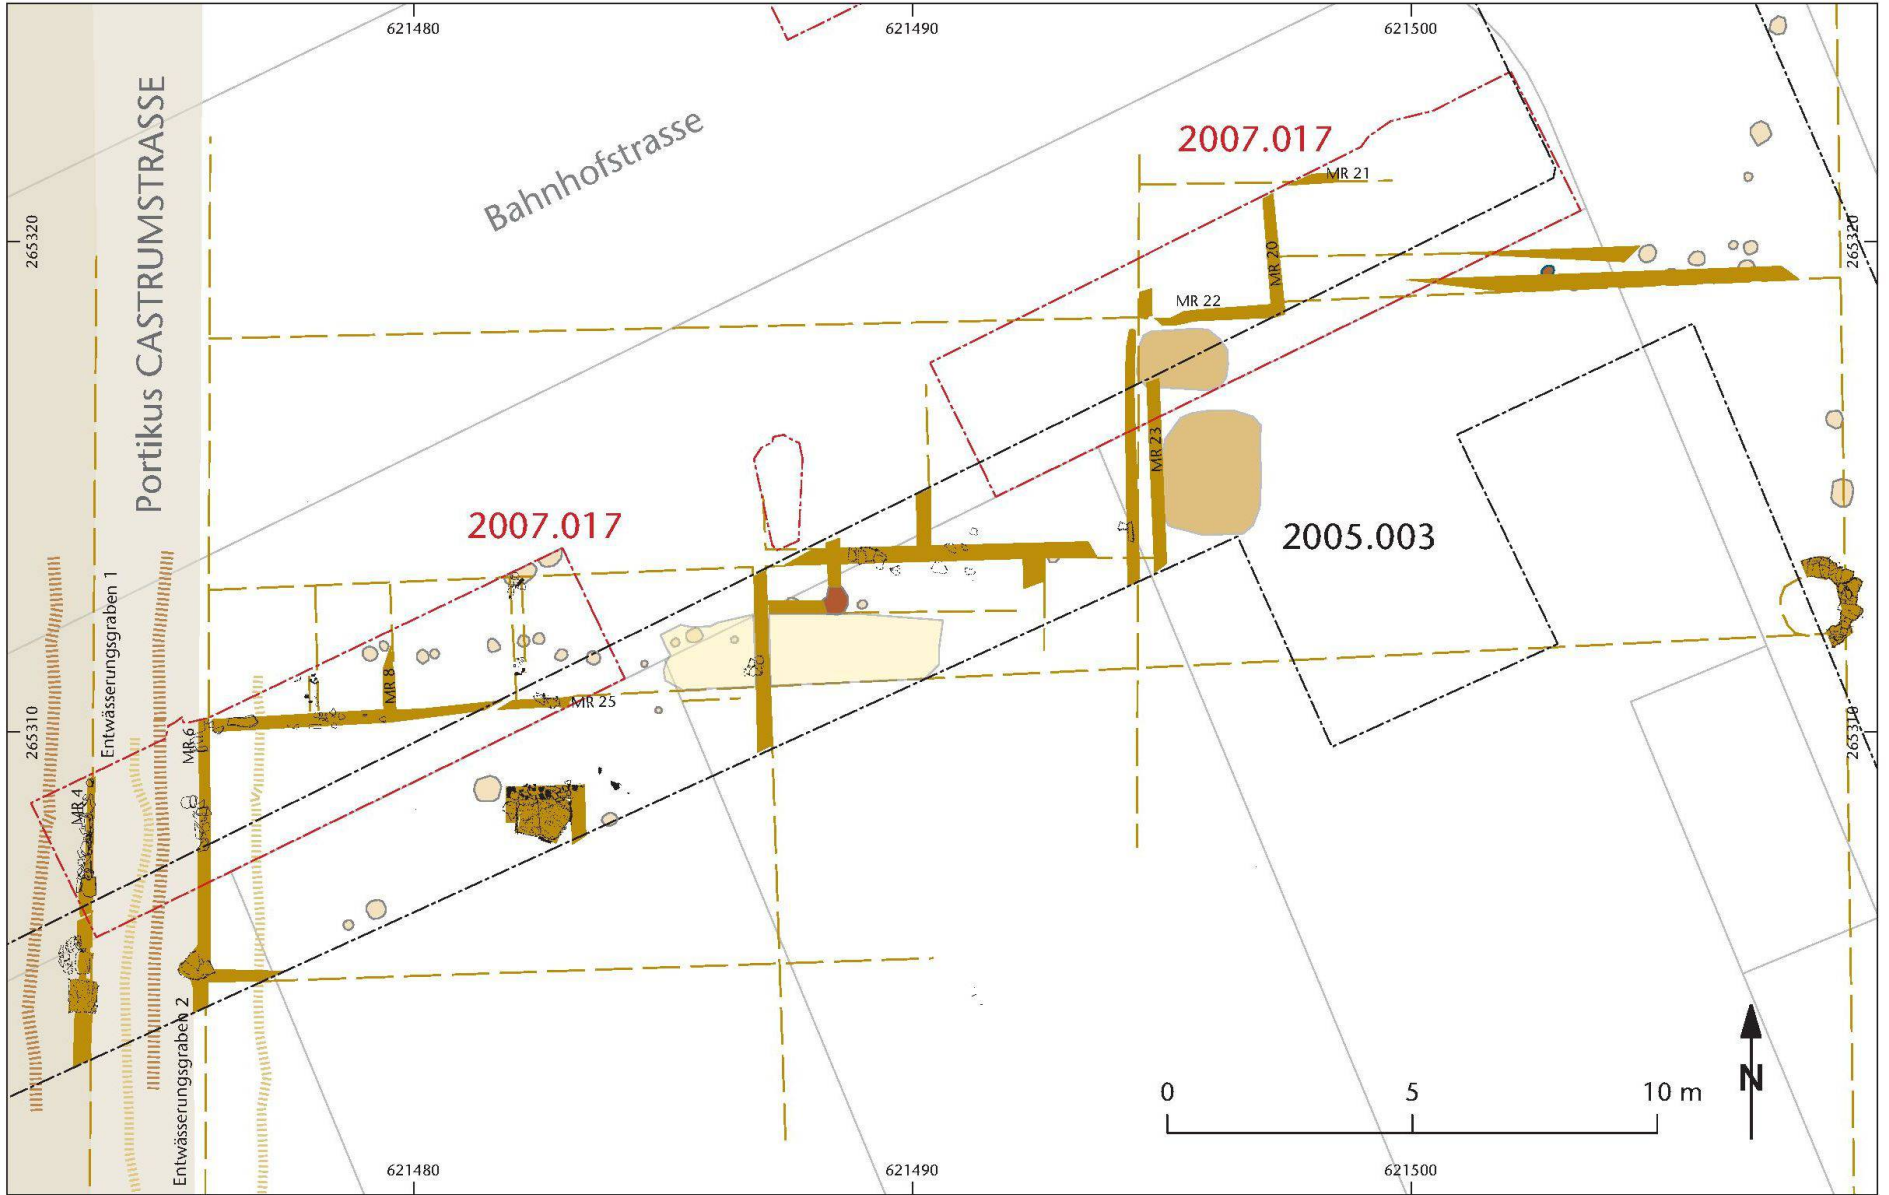 621480
621490
621500
265320
Portikus CASTRUMSTRASSE
Bahnhofstrasse
2007.017
MR 21
MR 20
MR 22
265320
2007.017
MR 23
2005.003
Entwässerungsgraben 1
MR 8
MR 25
MR 6
265310
265310
MR 4
Entwässerungsgraben 2
0
5
10 m
N
621480
621490
621500